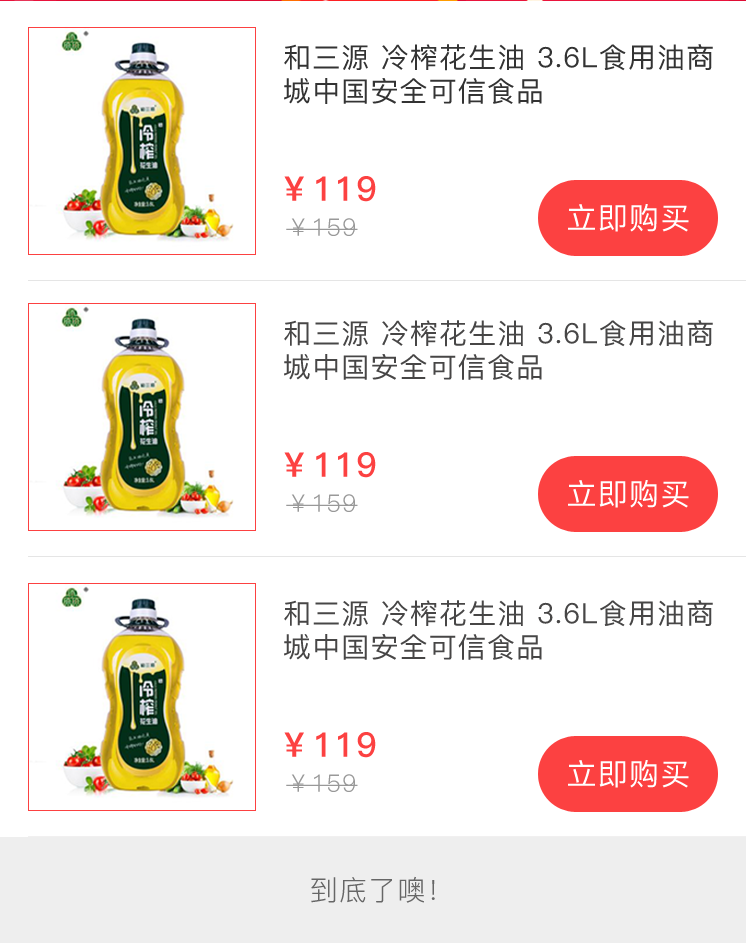 和三源 冷榨花生油 3.6L食用油商
城中国安全可信食品
¥119
¥159
立即购买
冷榨
花生油
和三源 冷榨花生油 3.6L食用油商
城中国安全可信食品
¥119
¥159
立即购买
冷榨
花生油
和三源 冷榨花生油 3.6L食用油商
城中国安全可信食品
¥119
¥159
立即购买
冷榨
花生油
到底了噢!